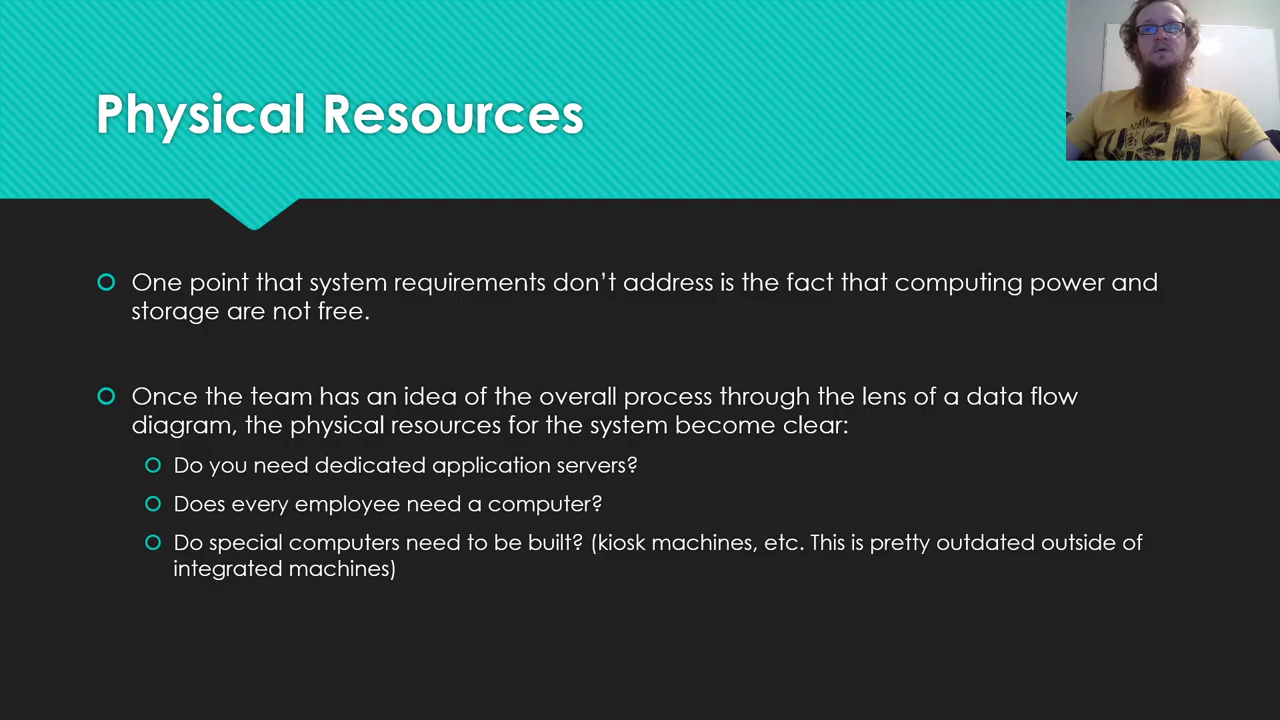 Physical Resources
One point that system requirements don’t address is the fact that computing power and
storage are not free.
Once the team has an idea of the overall process through the lens of a data flow
diagram, the physical resources for the system become clear:
Do you need dedicated application servers?
Does every employee need a computer?
Do special computers need to be built? (kiosk machines, etc. This is pretty outdated outside of
integrated machines)